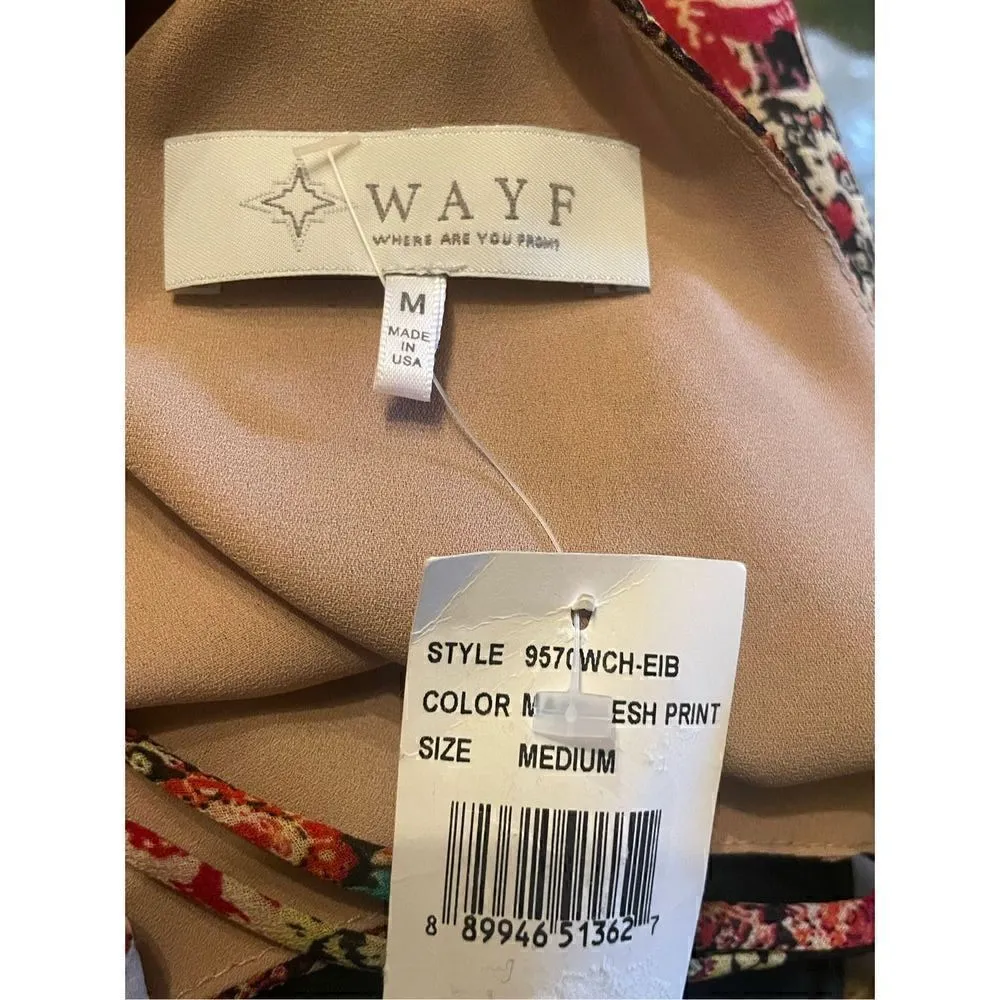 WAYF
WHERE ARE YOU FROM?
M
MADE
IN
USA
STYLE 9570WCH-EIB
COLOR M ESH PRINT
SIZE MEDIUM
8 89946 51362 7